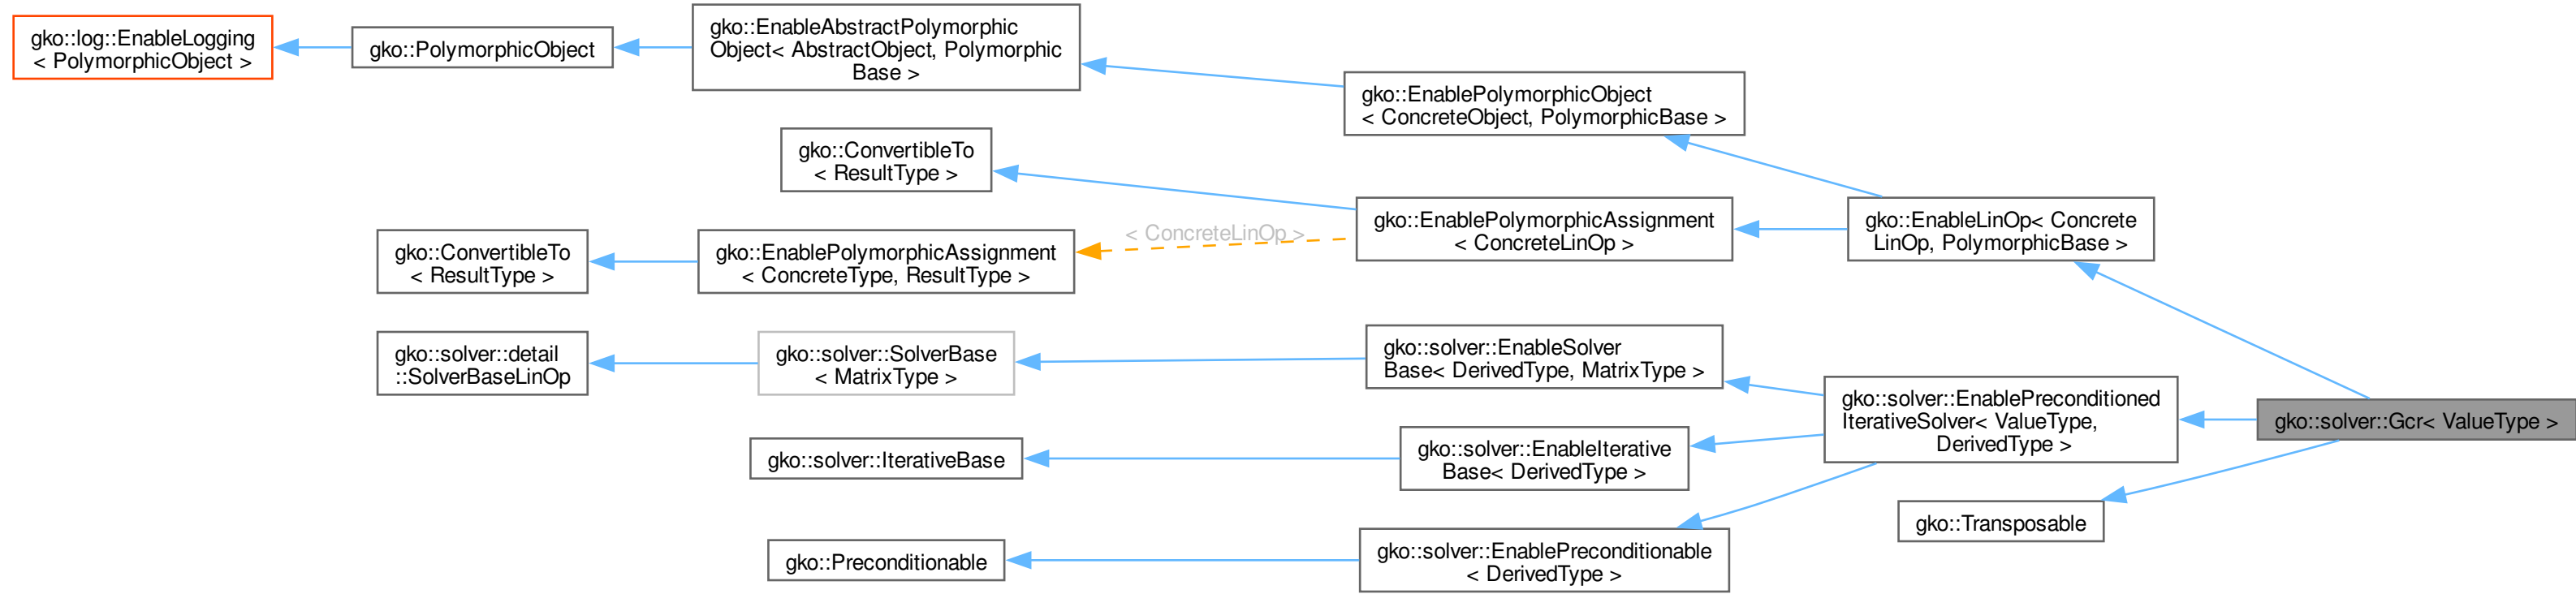 gko::log::EnableLogging
< PolymorphicObject >
gko::PolymorphicObject
gko::EnableAbstractPolymorphic
Object< AbstractObject, Polymorphic
Base >
gko::EnablePolymorphicObject
< ConcreteObject, PolymorphicBase >
gko::ConvertibleTo
< ResultType >
gko::EnablePolymorphicAssignment
< ConcreteLinOp >
gko::EnableLinOp< Concrete
LinOp, PolymorphicBase >
< ConcreteLinOp >
gko::ConvertibleTo
< ResultType >
gko::EnablePolymorphicAssignment
< ConcreteType, ResultType >
gko::solver::detail
::SolverBaseLinOp
gko::solver::SolverBase
< MatrixType >
gko::solver::EnableSolver
Base< DerivedType, MatrixType >
gko::solver::EnablePreconditioned
IterativeSolver< ValueType,
DerivedType >
gko::solver::Gcr< ValueType >
gko::solver::IterativeBase
gko::solver::EnableIterative
Base< DerivedType >
gko::Transposable
gko::Preconditionable
gko::solver::EnablePreconditionable
< DerivedType >